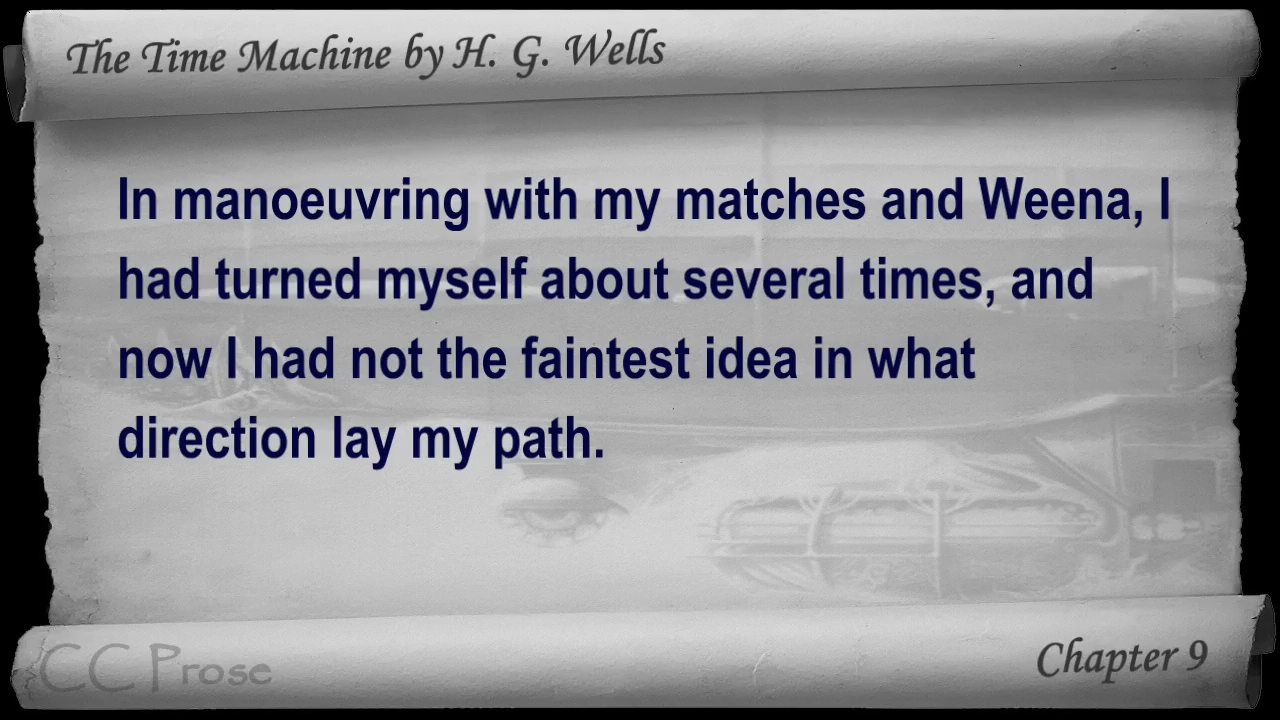 The Time Machine by H. G. Wells
In manoeuvring with my matches and Weena, I
had turned myself about several times, and
now I had not the faintest idea in what
direction lay my path.
CC Prose
Chapter 9